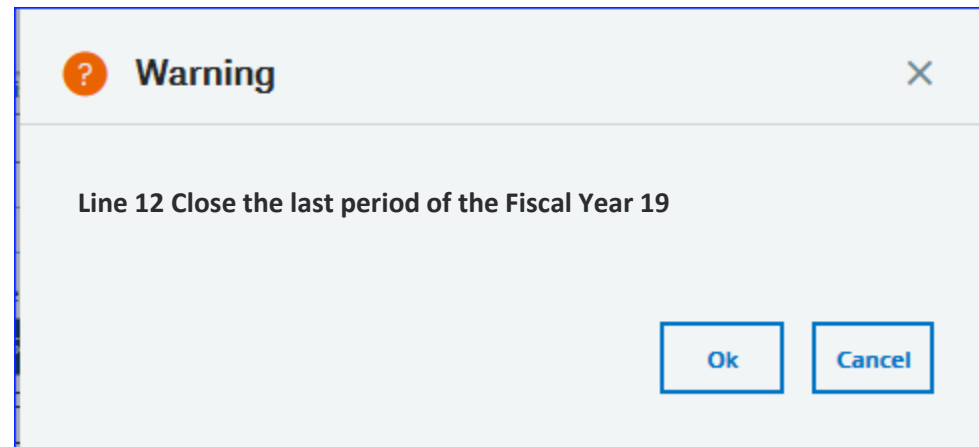 ? Warning
Line 12 Close the last period of the Fiscal Year 19
Ok Cancel